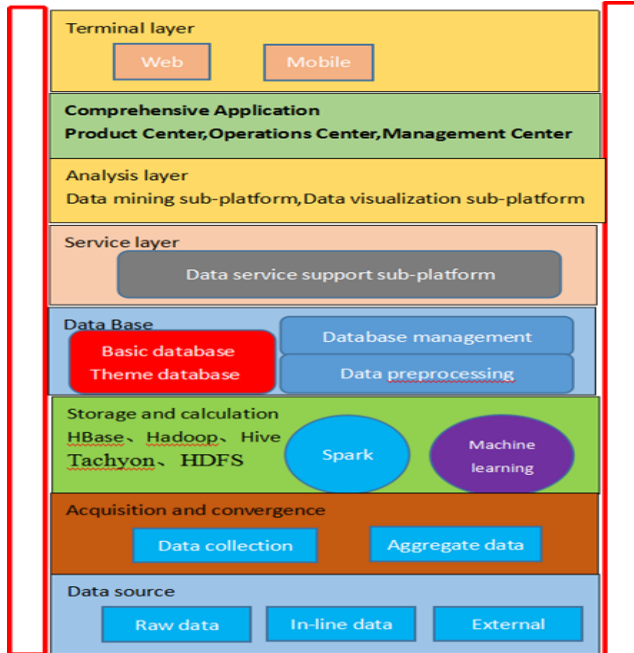 Terminal layer
Web Mobile
Comprehensive Application
Product Center,Operations Center,Management Center
Analysis layer
Data mining sub-platform,Data visualization sub-platform
Service layer
Data service support sub-platform
Data Base
Basic database
Theme database
Database management
Data preprocessing
Storage and calculation
HBase、Hadoop、Hive
Tachyon、HDFS
Spark
Machine
learning
Acquisition and convergence
Data collection Aggregate data
Data source
Raw data In-line data External